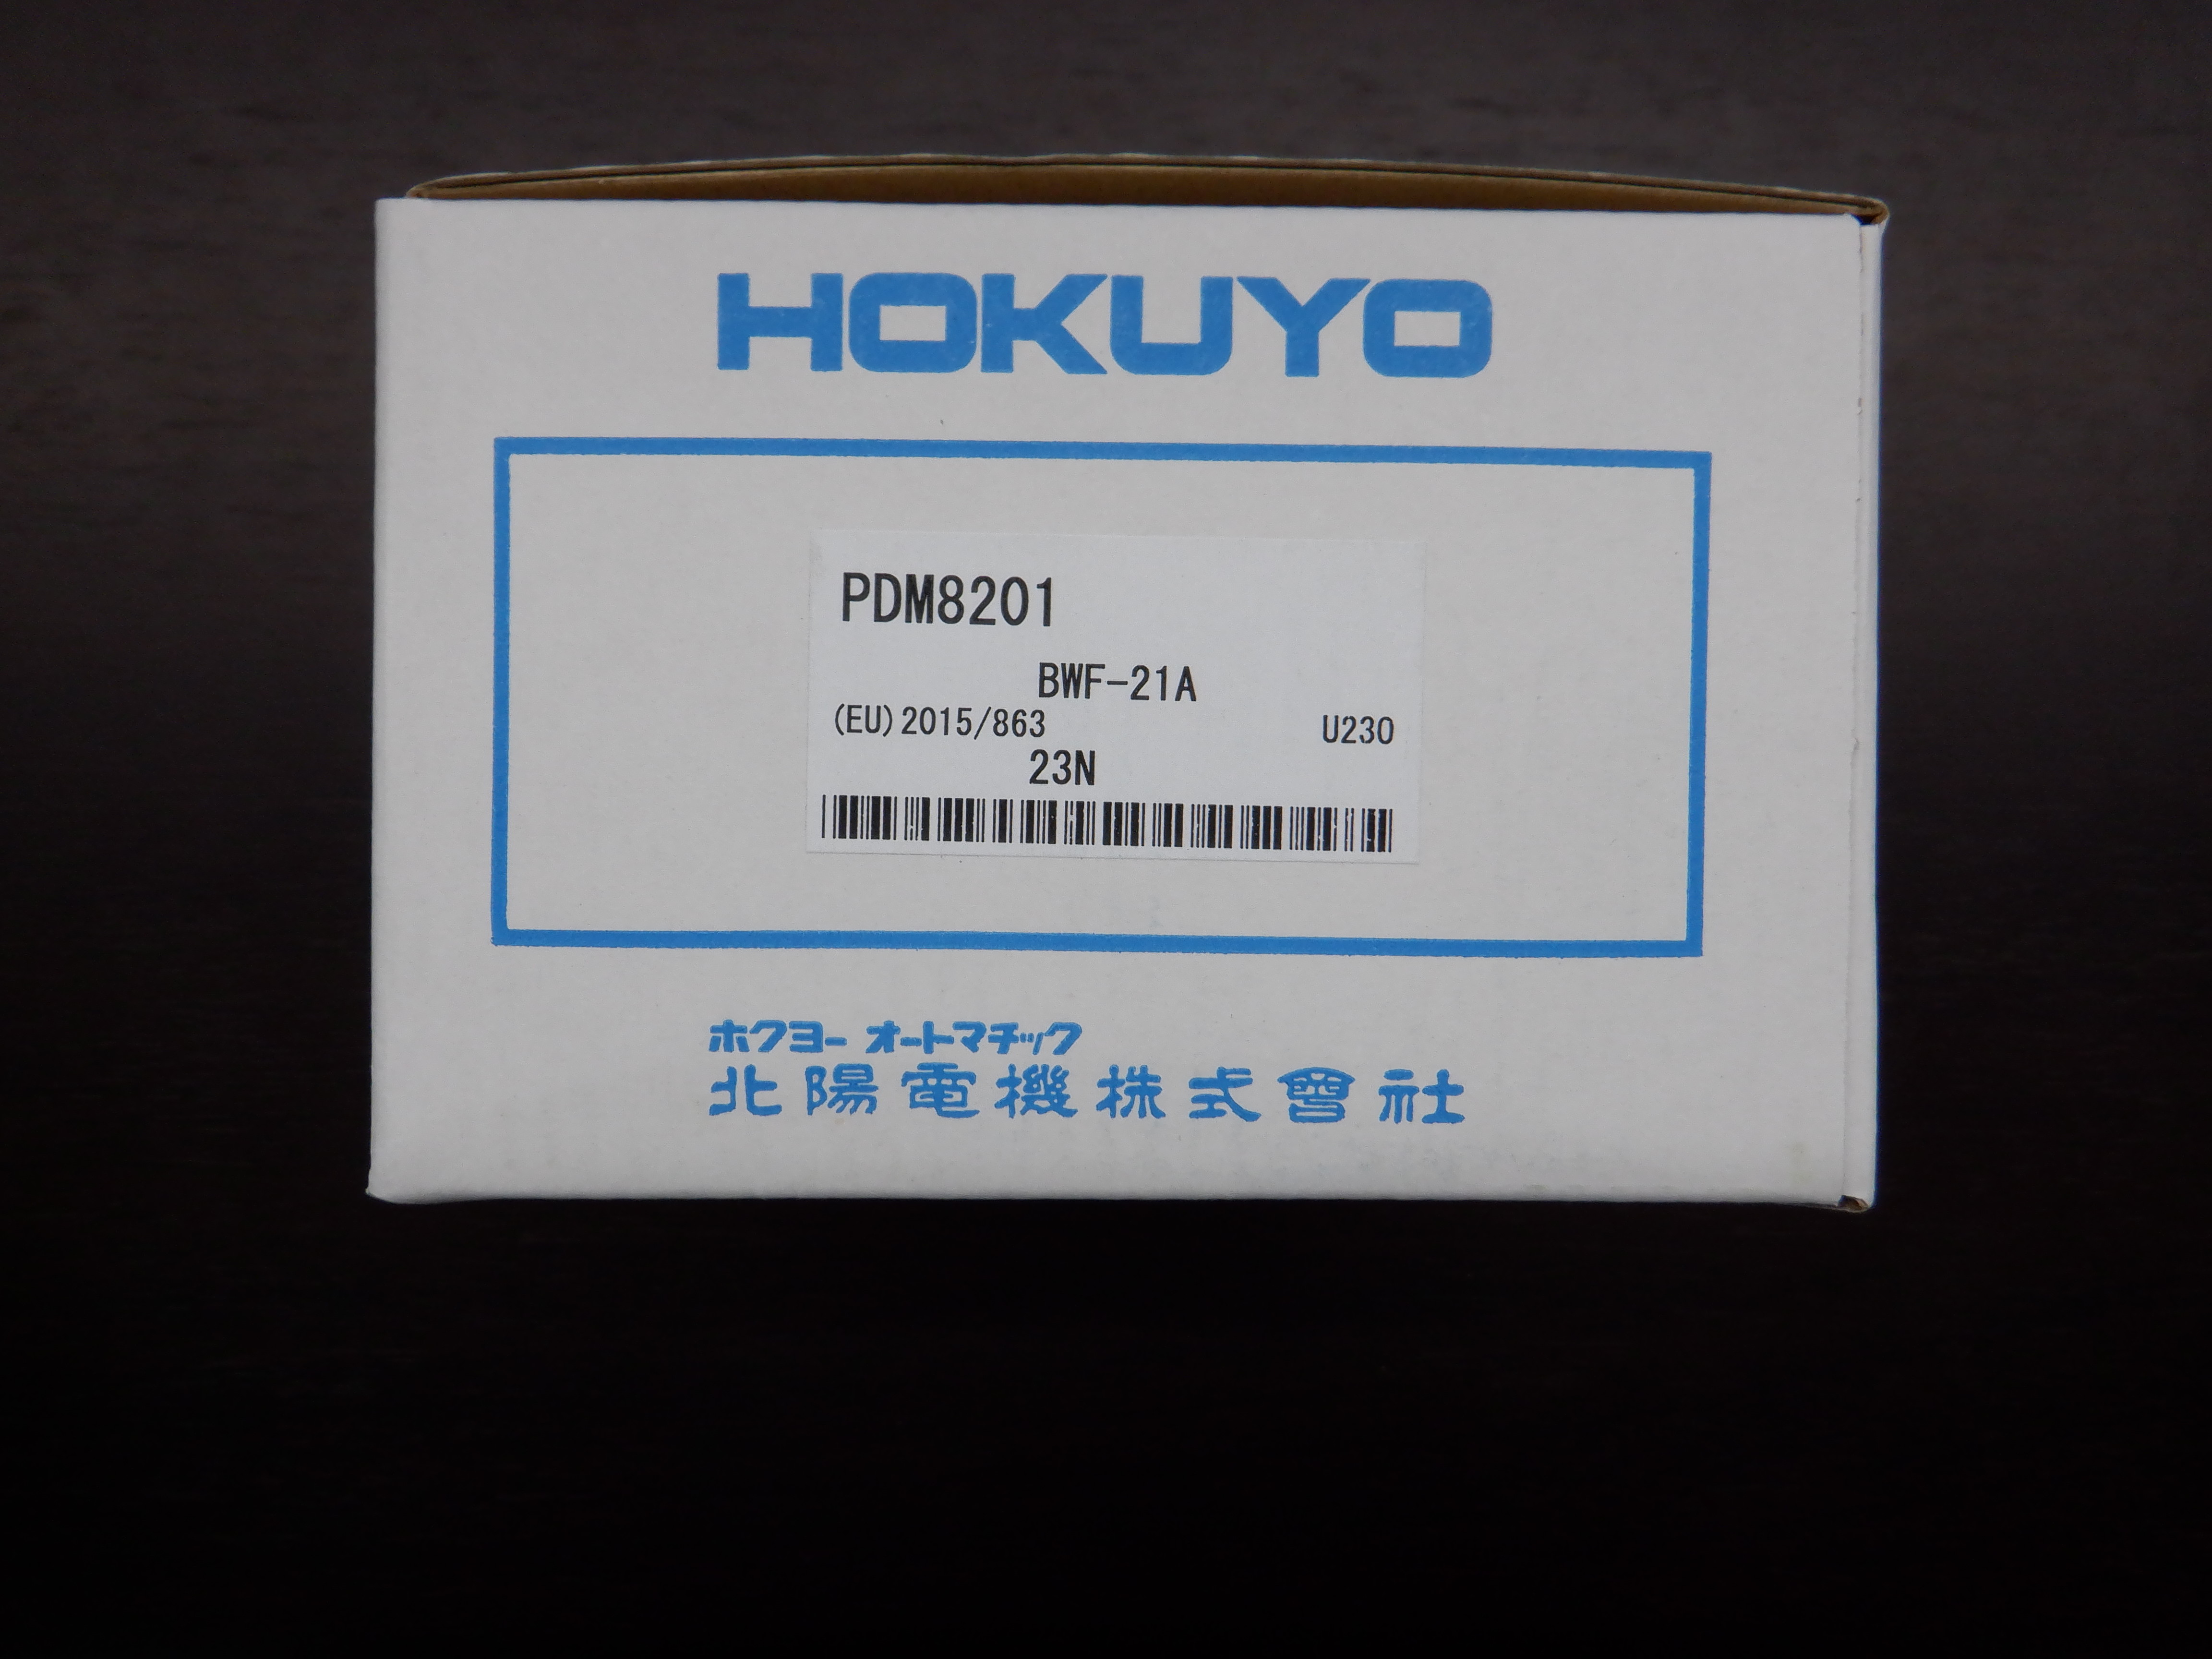 HOKUYO
PDM8201
BWF-21A
(EU)2015/863 U230
23N
ホクヨー オートマチック
北陽電機株式會社